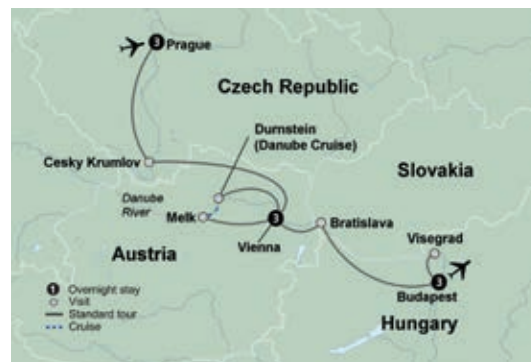 3
Prague
Czech Republic
Durnstein
(Danube Cruise)
Cesky Krumlov
Slovakia
Danube
River
Melk
3
Bratislava
Vienna
Visegrad
Austria
3
Budapest
Hungary
1 Overnight stay
Visit
Standard tour
Cruise